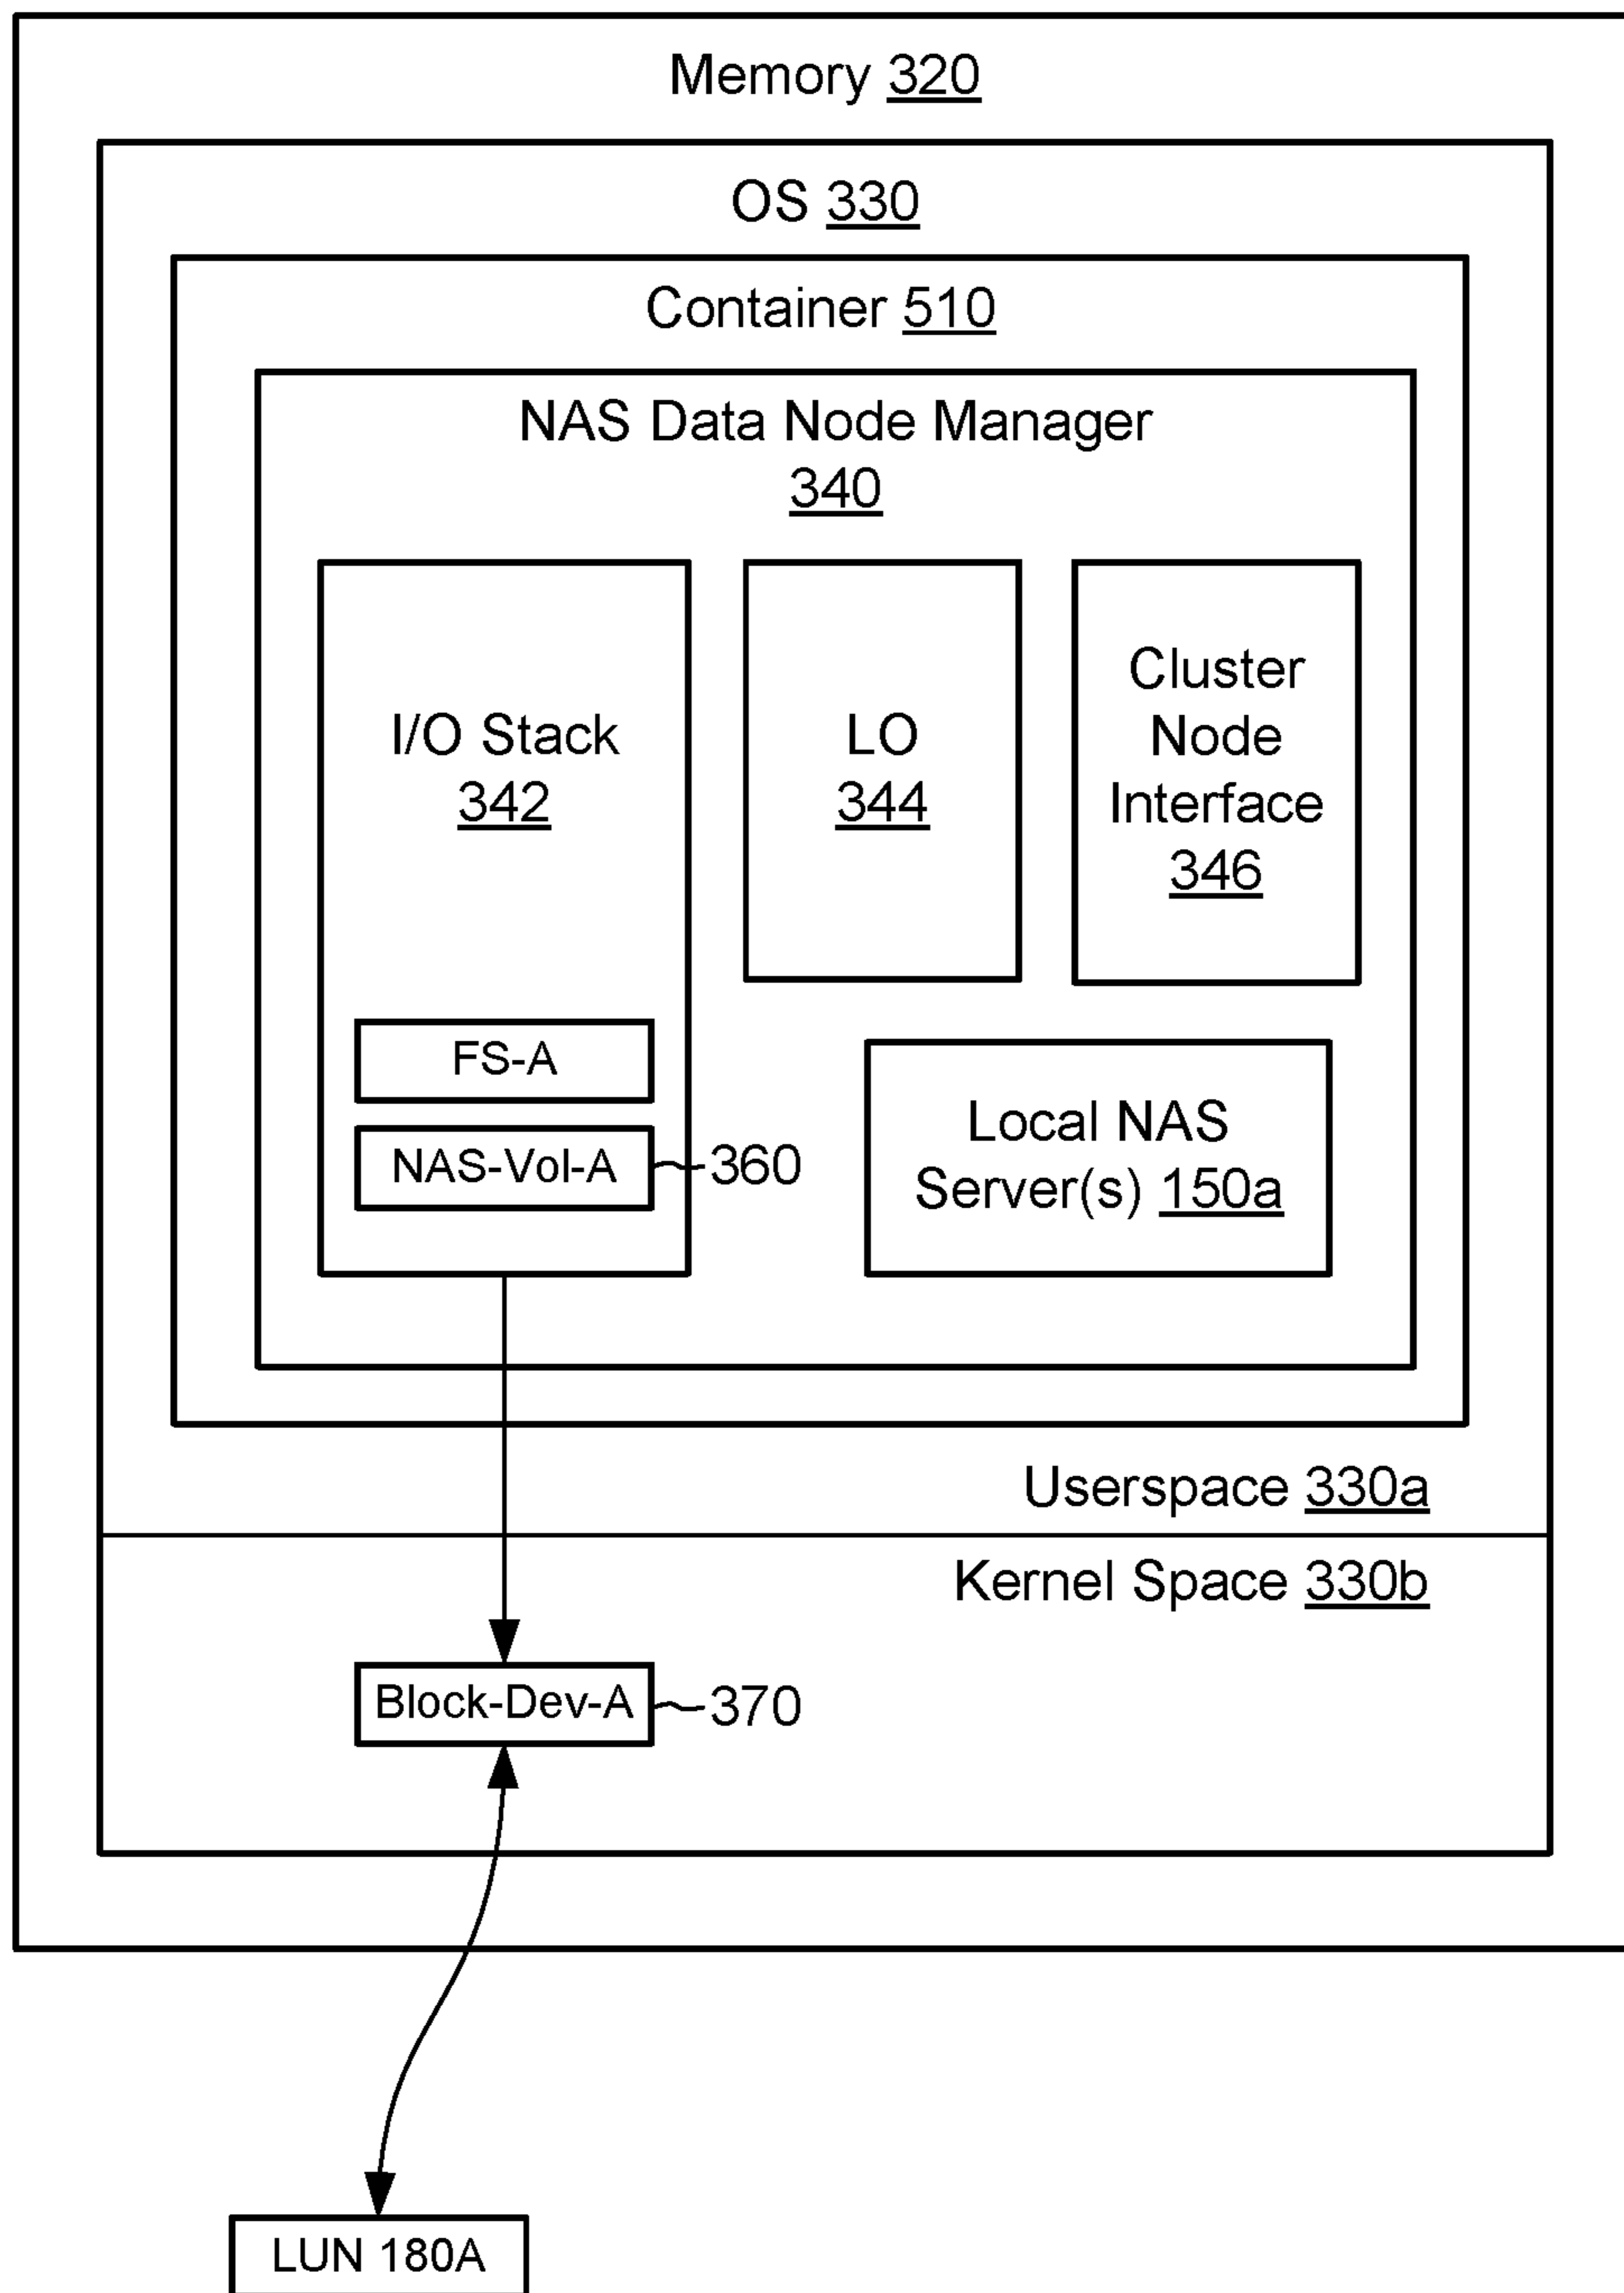 Memory 320
OS 330
Container 510
NAS Data Node Manager
340
I/O Stack
342
LO
344
Cluster
Node
Interface
346
FS-A
NAS-Vol-A
360
Local NAS
Server(s) 150a
Userspace 330a
Kernel Space 330b
Block-Dev-A
370
LUN 180A